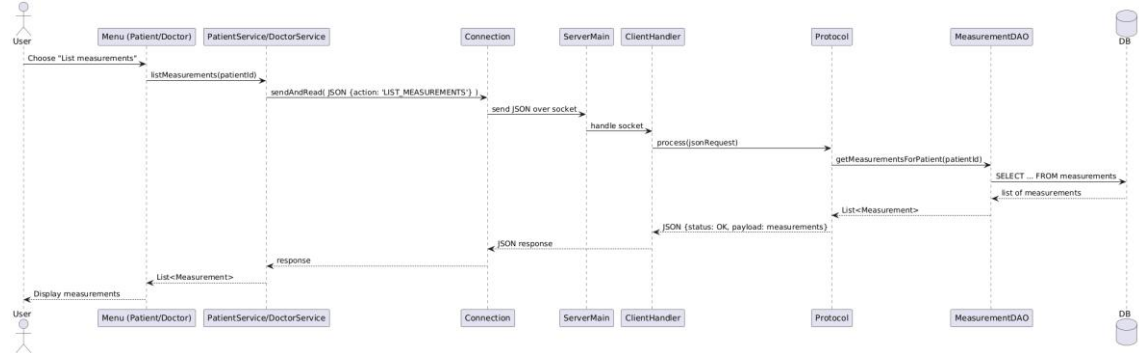 User
Menu (Patient/Doctor)
PatientService/DoctorService
Connection
ServerMain
ClientHandler
Protocol
MeasurementDAO
DB
Choose "List measurements"
listMeasurements(patientId)
sendAndRead( JSON {action: 'LIST_MEASUREMENTS'} )
send JSON over socket
handle socket
process(jsonRequest)
getMeasurementsForPatient(patientId)
SELECT ... FROM measurements
list of measurements
List<Measurement>
JSON {status: OK, payload: measurements}
JSON response
response
List<Measurement>
Display measurements
User
Menu (Patient/Doctor)
PatientService/DoctorService
Connection
ServerMain
ClientHandler
Protocol
MeasurementDAO
DB